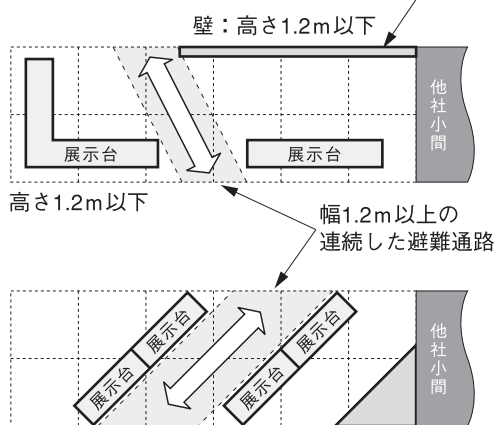 壁：高さ1.2m以下
他社小間
展示台
展示台
高さ1.2m以下
幅1.2m以上の
連続した避難通路
展示台
展示台
展示台
展示台
他社小間